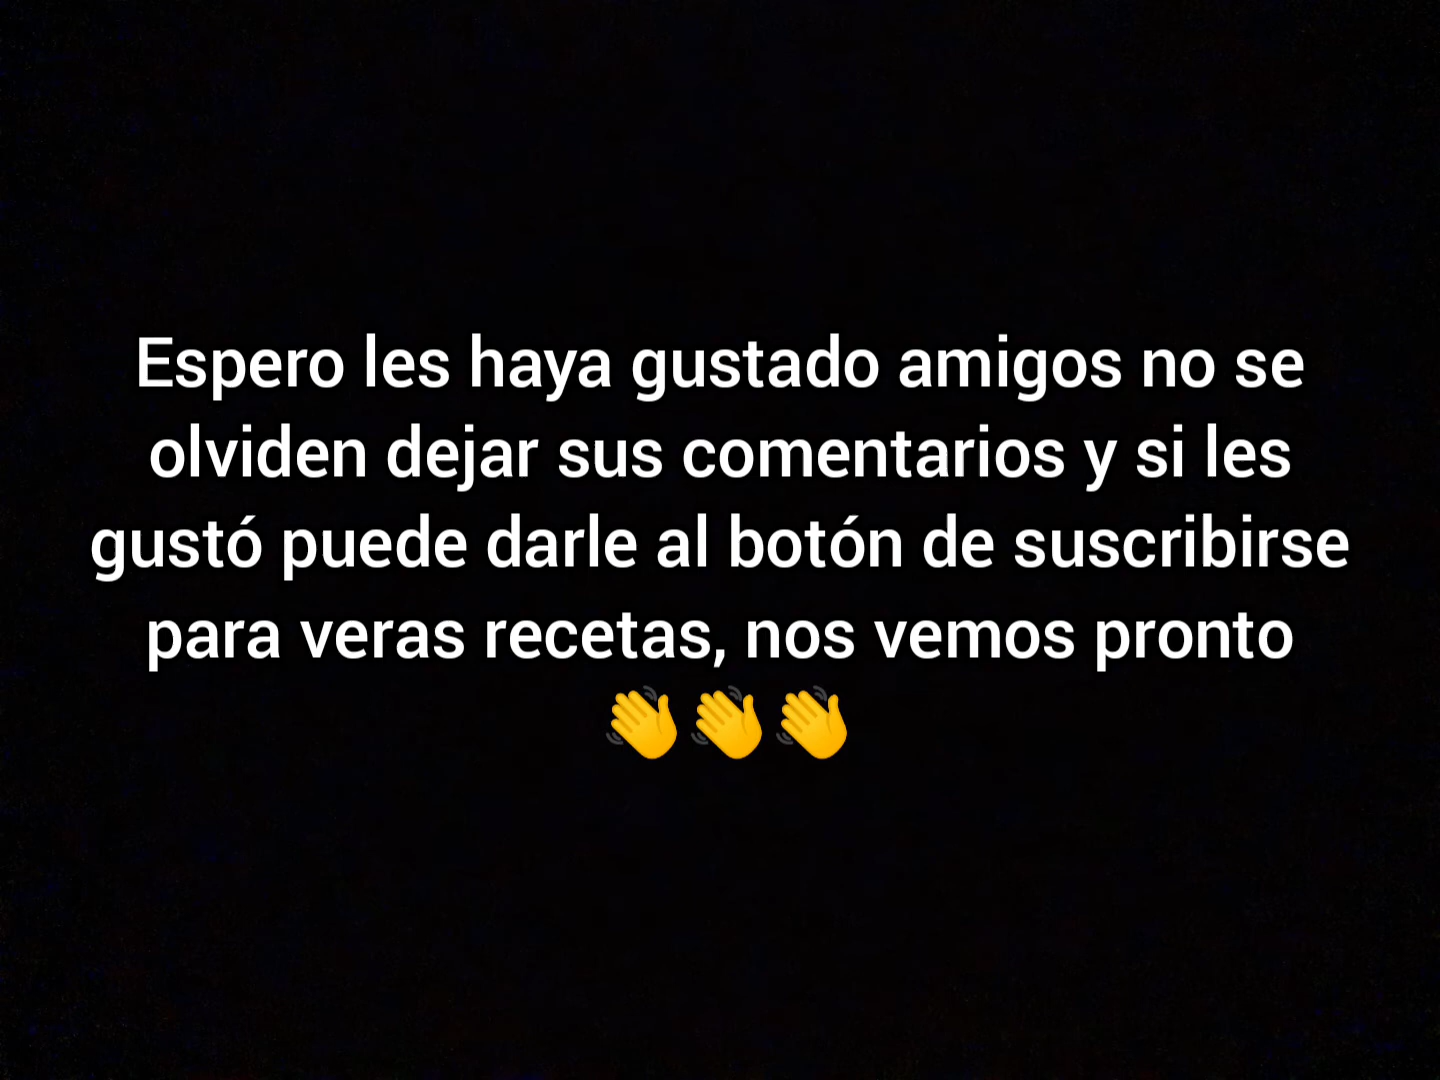 Espero les haya gustado amigos no se
olviden dejar sus comentarios y si les
gustó puede darle al botón de suscribirse
para veras recetas, nos vemos pronto
👋👋👋